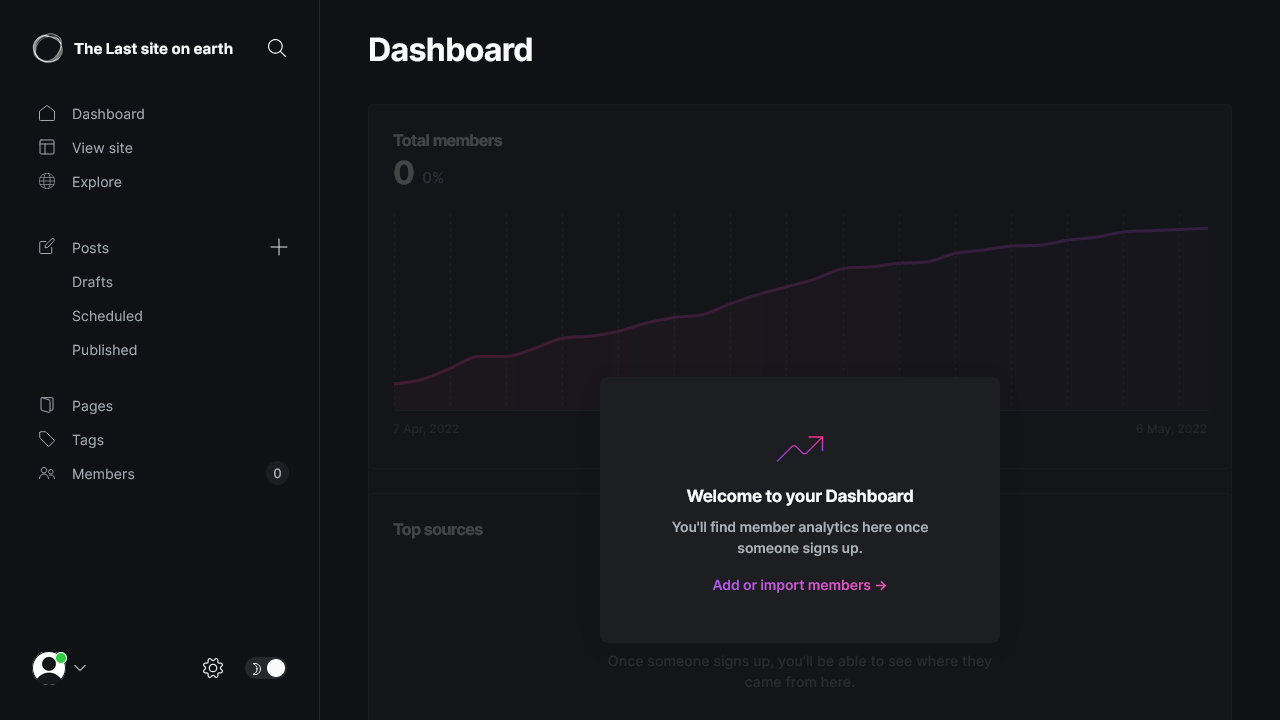 The Last site on earth
Dashboard
View site
Explore
Posts
Drafts
Scheduled
Published
Pages
Tags
Members
0
Dashboard
Total members
0 0%
7 Apr, 2022
6 May, 2022
Top sources
Welcome to your Dashboard
You'll find member analytics here once
someone signs up.
Add or import members →
Once someone signs up, you'll be able to see where they
came from here.